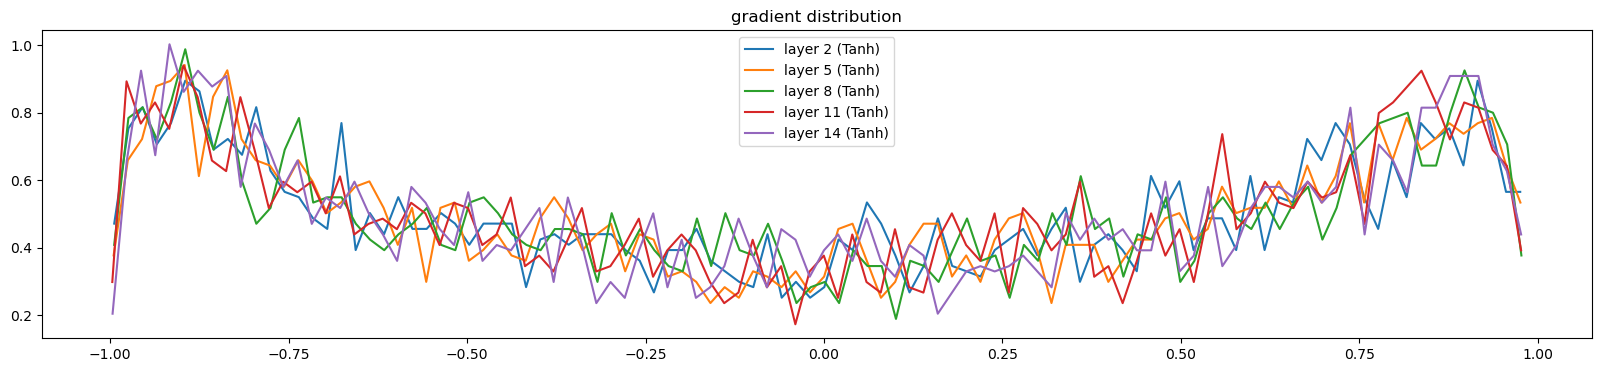 gradient distribution
layer 2 (Tanh)
layer 5 (Tanh)
layer 8 (Tanh)
layer 11 (Tanh)
layer 14 (Tanh)
1.0
0.8
0.6
0.4
0.2
−1.00 −0.75 −0.50 −0.25 0.00 0.25 0.50 0.75 1.00